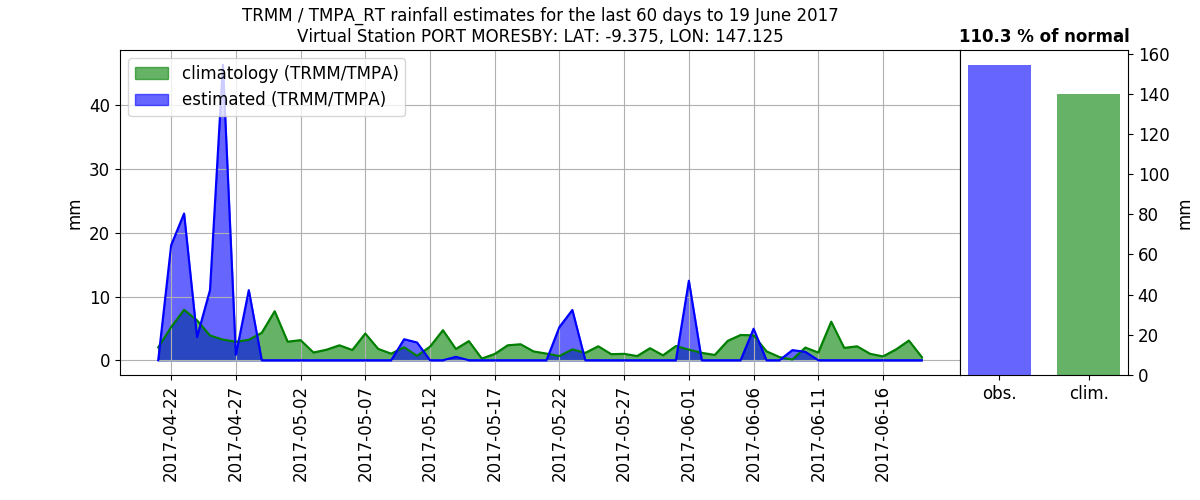 TRMM / TMPA_RT rainfall estimates for the last 60 days to 19 June 2017
Virtual Station PORT MORESBY: LAT: -9.375, LON: 147.125
110.3 % of normal
climatology (TRMM/TMPA)
estimated (TRMM/TMPA)
mm
40
30
20
10
0
2017-04-22
2017-04-27
2017-05-02
2017-05-07
2017-05-12
2017-05-17
2017-05-22
2017-05-27
2017-06-01
2017-06-06
2017-06-11
2017-06-16
160
140
120
100
80
60
40
20
0
mm
obs.
clim.